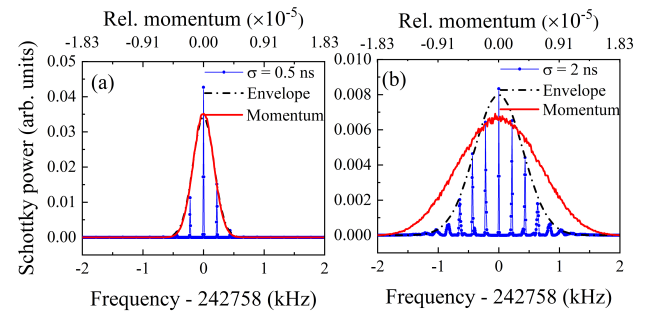 Rel. momentum (×10-5)
-1.83 -0.91 0.00 0.91 1.83
Schottky power (arb. units)
0.05
0.04
0.03
0.02
0.01
0.00
(a)
σ = 0.5 ns
Envelope
Momentum
-2 -1 0 1 2
Frequency - 242758 (kHz)
Rel. momentum (×10-5)
-1.83 -0.91 0.00 0.91 1.83
0.010
0.008
0.006
0.004
0.002
0.000
(b)
σ = 2 ns
Envelope
Momentum
-2 -1 0 1 2
Frequency - 242758 (kHz)